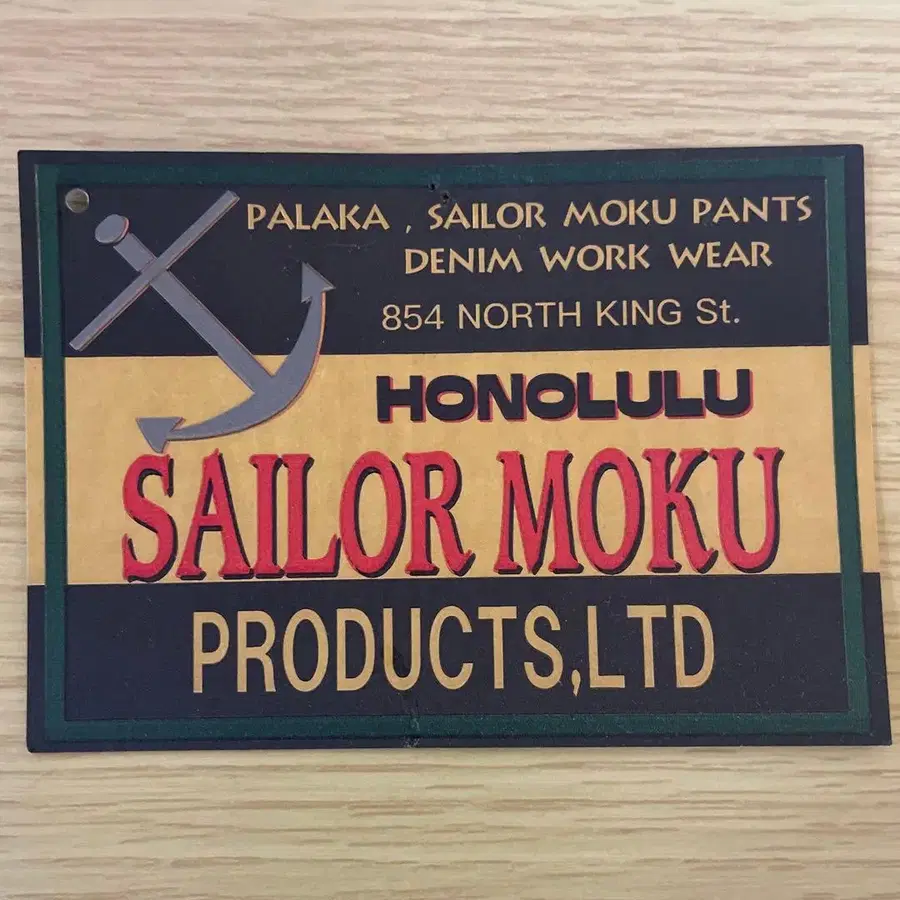 PALAKA , SAILOR MOKU PANTS
DENIM WORK WEAR
854 NORTH KING St.
HONOLULU
SAILOR MOKU
PRODUCTS,LTD